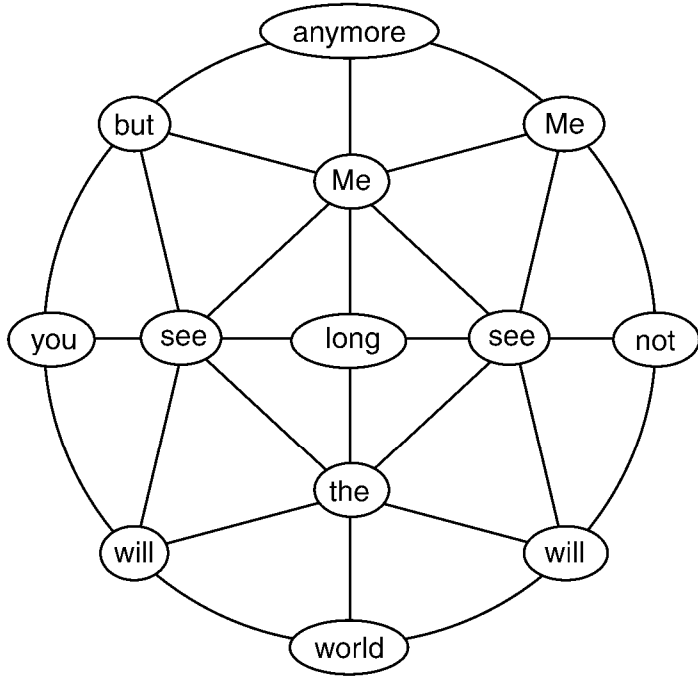 anymore
but Me
Me
you see long see not
the
will will
world